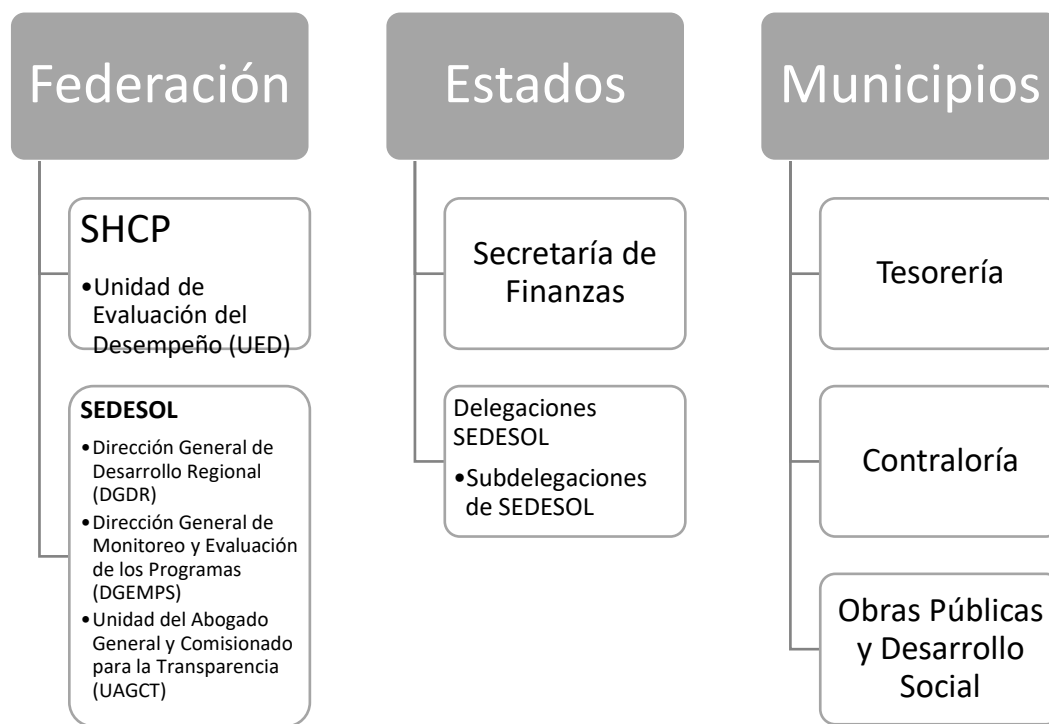 Federación
SHCP
•Unidad de
Evaluación del
Desempeño (UED)
SEDESOL
•Dirección General de
Desarrollo Regional
(DGDR)
•Dirección General de
Monitoreo y Evaluación
de los Programas
(DGEMPS)
•Unidad del Abogado
General y Comisionado
para la Transparencia
(UAGCT)
Estados
Secretaría de
Finanzas
Delegaciones
SEDESOL
•Subdelegaciones
de SEDESOL
Municipios
Tesorería
Contraloría
Obras Públicas
y Desarrollo
Social